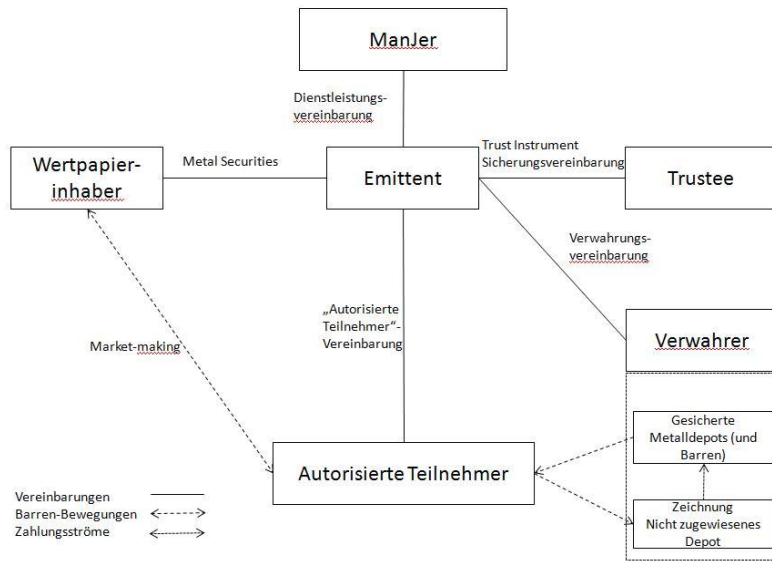 ManJer
Dienstleistungs-
vereinbarung
Wertpapier-
inhaber
Metal Securities
Emittent
Trust Instrument
Sicherungsvereinbarung
Trustee
Verwahrungs-
vereinbarung
„Autorisierte
Teilnehmer“-
Vereinbarung
Market-making
Verwahrer
Gesicherte
Metalldepots (und
Barren)
Autorisierte Teilnehmer
Zeichnung
Nicht zugewiesenes
Depot
Vereinbarungen
Barren-Bewegungen
Zahlungsströme